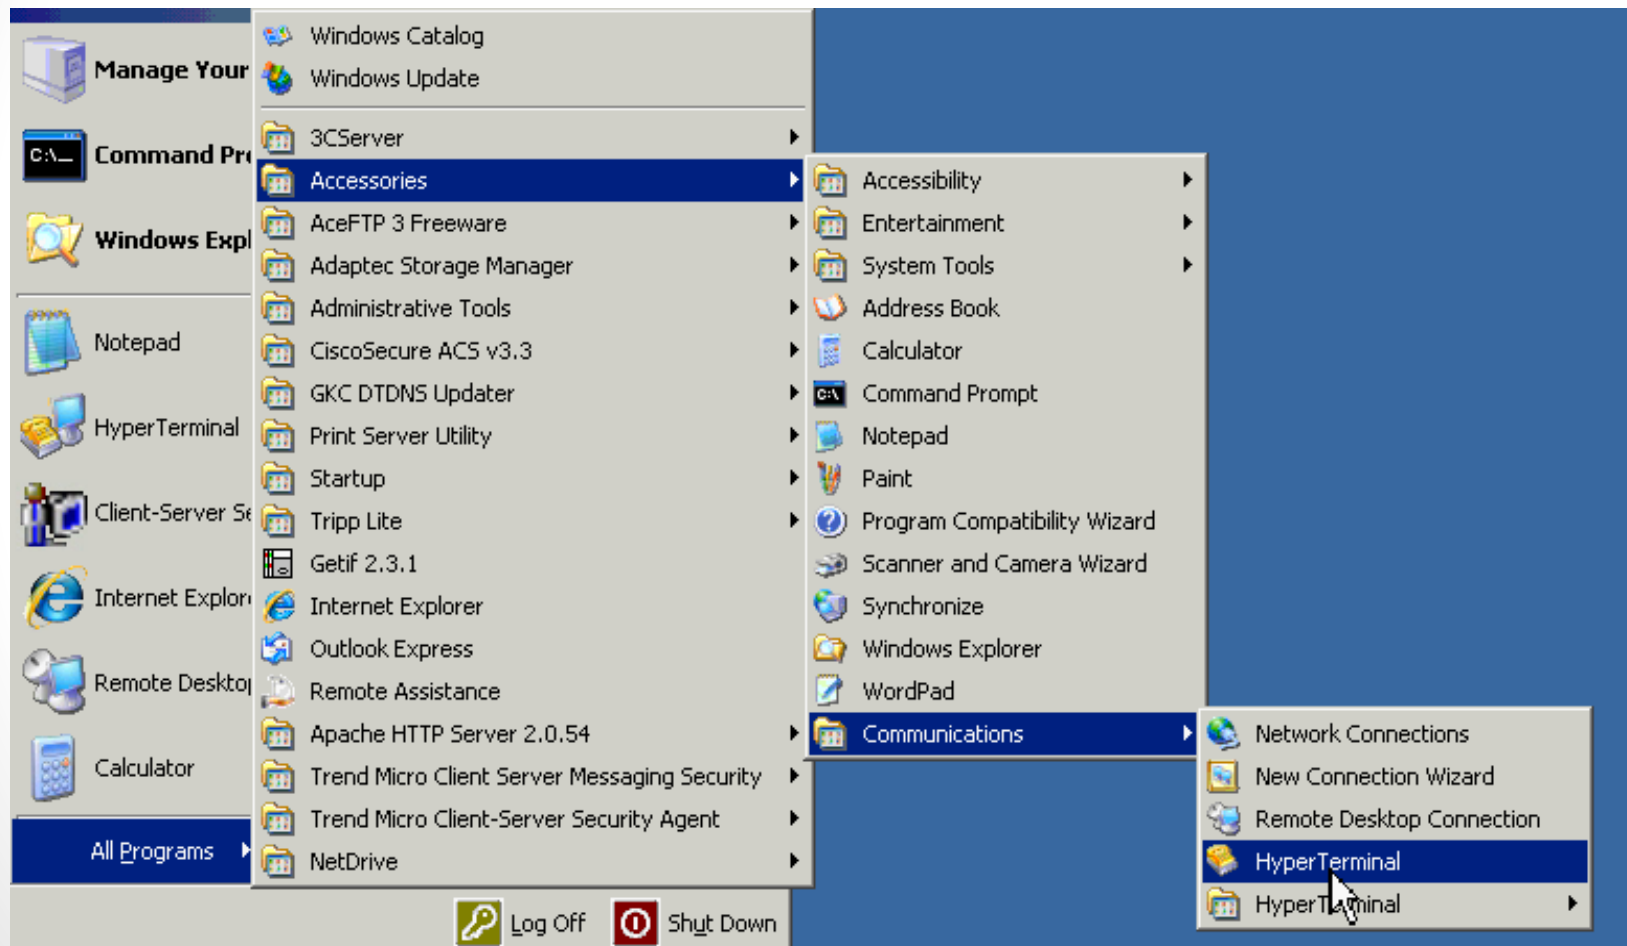 Manage Your
Command Pr
Windows Expl
Notepad
HyperTerminal
Client-Server Se
Internet Explor
Remote Deskto
Calculator
All Programs
Windows Catalog
Windows Update
3CServer
Accessories
AceFTP 3 Freeware
Adaptec Storage Manager
Administrative Tools
CiscoSecure ACS v3.3
GKC DTDNS Updater
Print Server Utility
Startup
Tripp Lite
Getif 2.3.1
Internet Explorer
Outlook Express
Remote Assistance
Apache HTTP Server 2.0.54
Trend Micro Client Server Messaging Security
Trend Micro Client-Server Security Agent
NetDrive
Accessibility
Entertainment
System Tools
Address Book
Calculator
Command Prompt
Notepad
Paint
Program Compatibility Wizard
Scanner and Camera Wizard
Synchronize
Windows Explorer
WordPad
Communications
Network Connections
New Connection Wizard
Remote Desktop Connection
HyperTerminal
HyperTerminal
Log Off
Shut Down